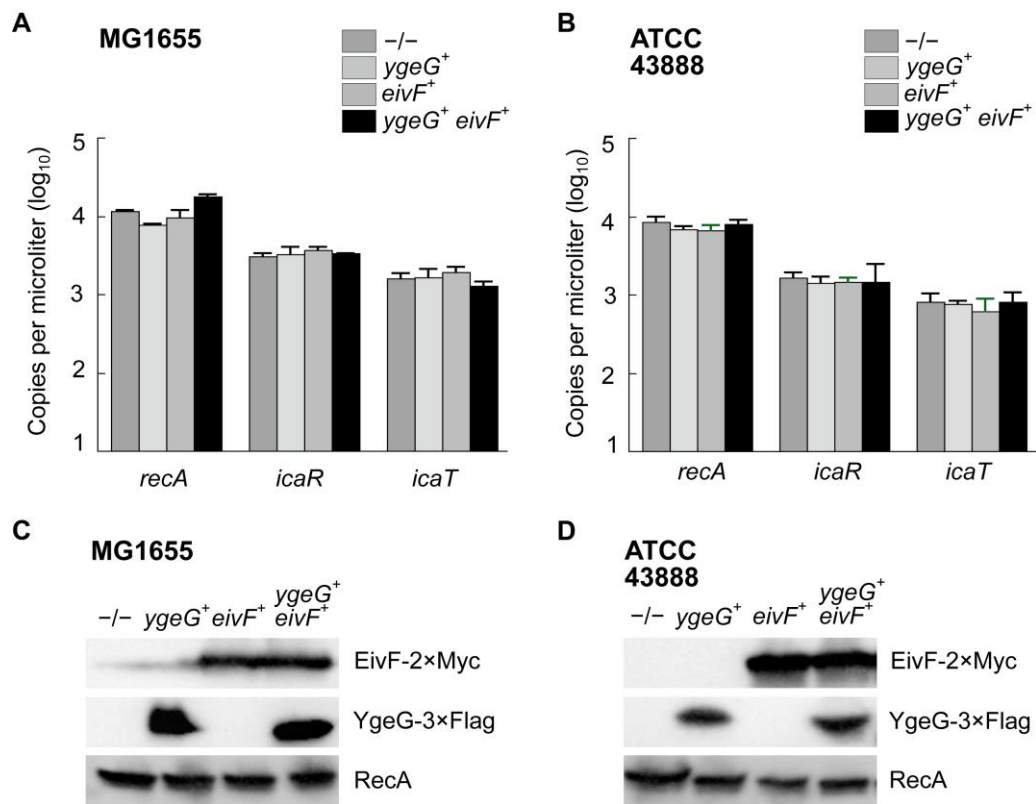 A
MG1655
−/−
ygeG+
eivF+
ygeG+ eivF+
Copies per microliter (log10)
5
4
3
2
1
recA icaR icaT
B
ATCC
43888
−/−
ygeG+
eivF+
ygeG+ eivF+
Copies per microliter (log10)
5
4
3
2
1
recA icaR icaT
C
MG1655
ygeG+
−/− ygeG+ eivF+ eivF+
EivF-2×Myc
YgeG-3×Flag
RecA
D
ATCC
43888
ygeG+
−/− ygeG+ eivF+ eivF+
EivF-2×Myc
YgeG-3×Flag
RecA